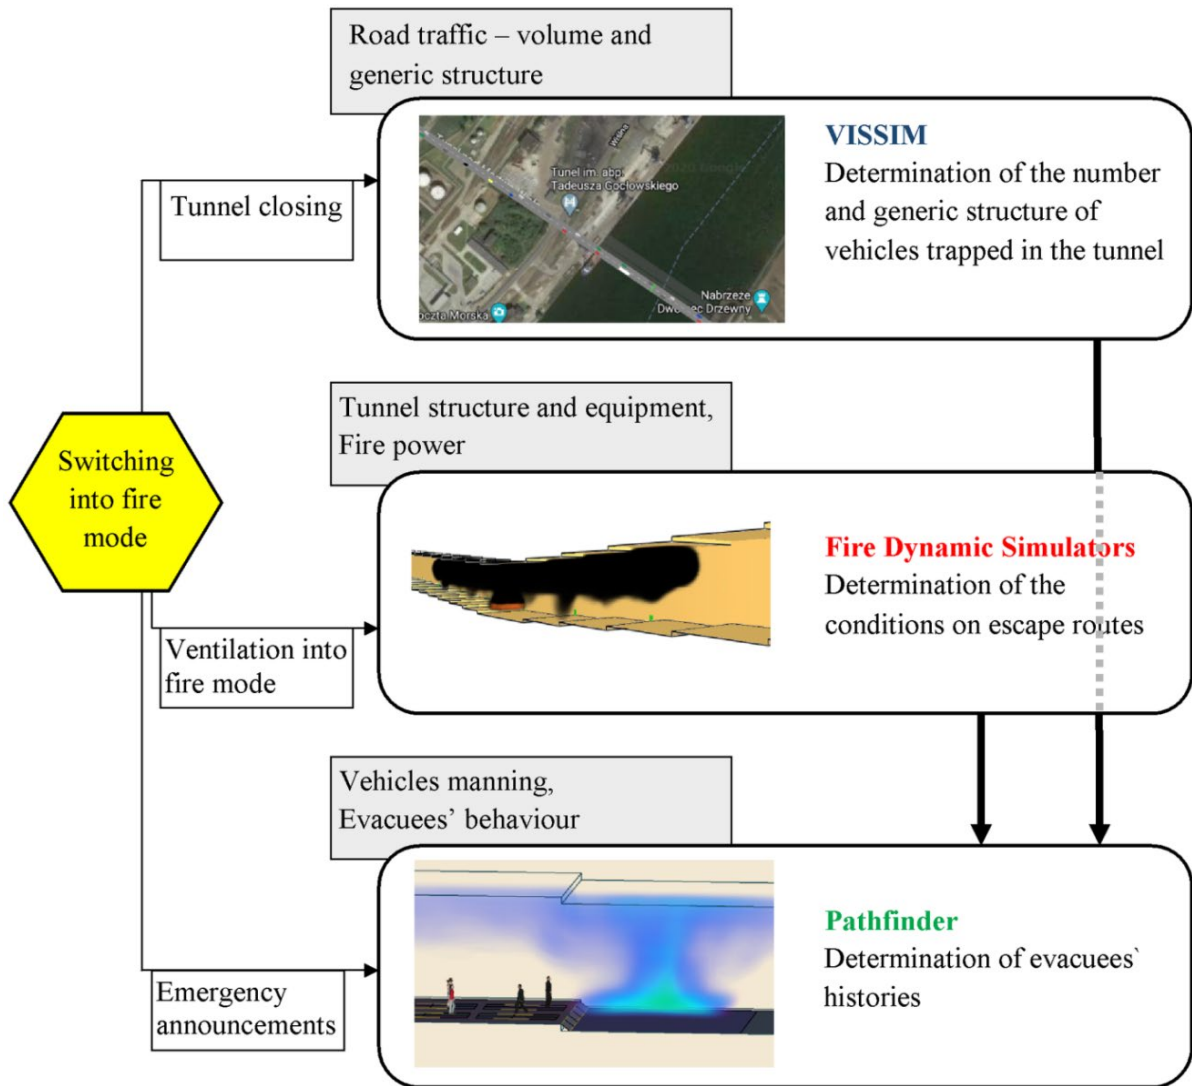 Road traffic – volume and
generic structure
VISSIM
Determination of the number
and generic structure of
vehicles trapped in the tunnel
Tunel im. abp.
Tadeusza Gocłowskiego
Wiślna
Nabrzeże
Dworzec Drzewny
oczta Morska
Tunnel closing
Tunnel structure and equipment,
Fire power
Switching
into fire
mode
Fire Dynamic Simulators
Determination of the
conditions on escape routes
Ventilation into
fire mode
Vehicles manning,
Evacuees’ behaviour
Pathfinder
Determination of evacuees`
histories
Emergency
announcements